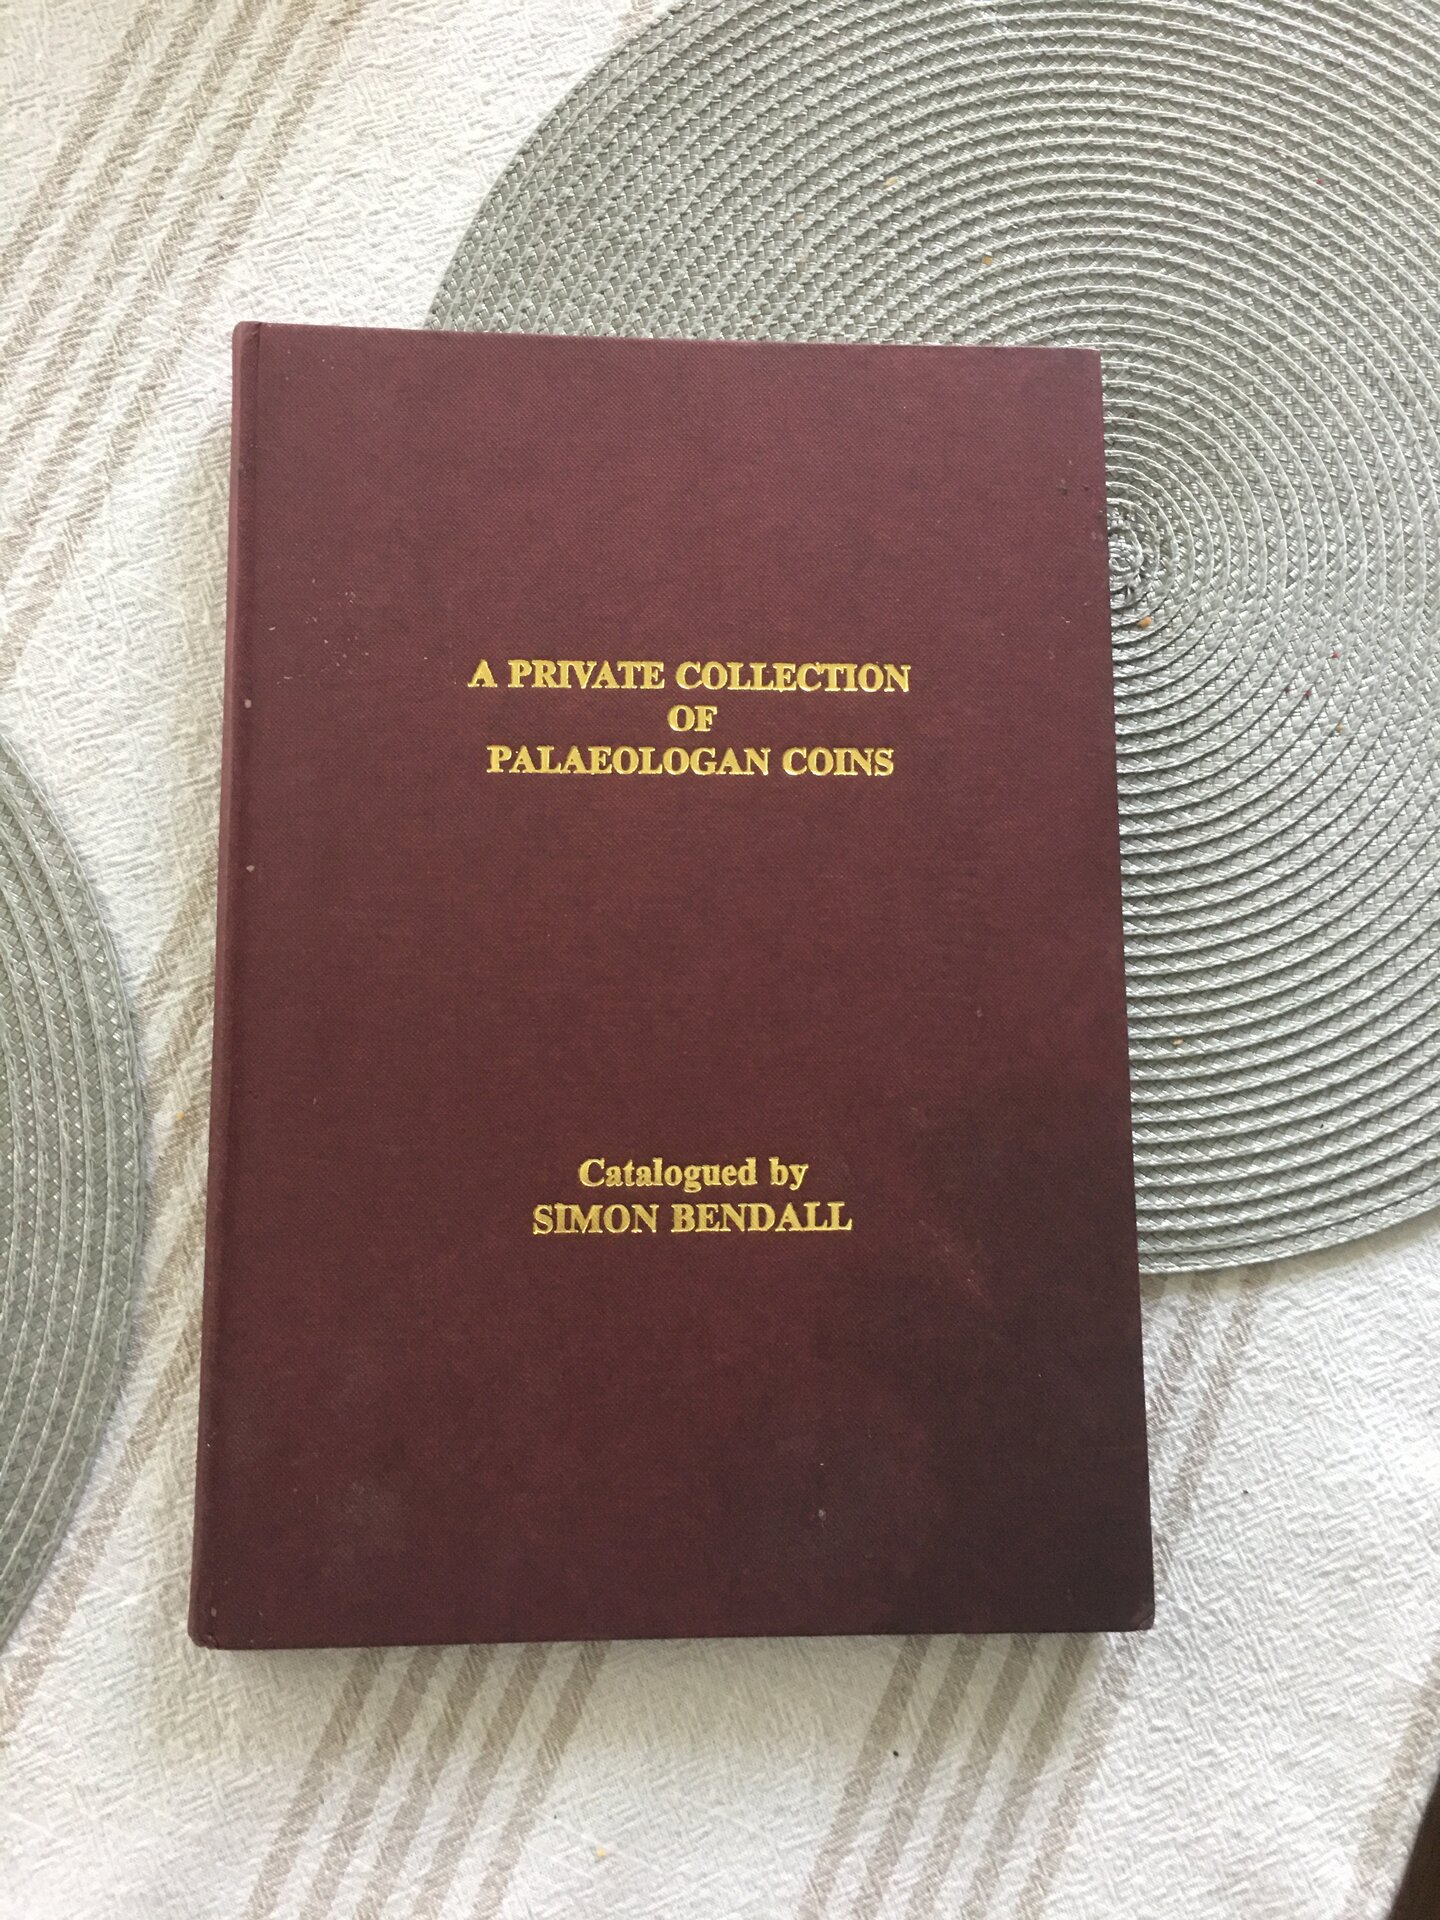 A PRIVATE COLLECTION
OF
PALAEOLOGAN COINS
Catalogued by
SIMON BENDALL